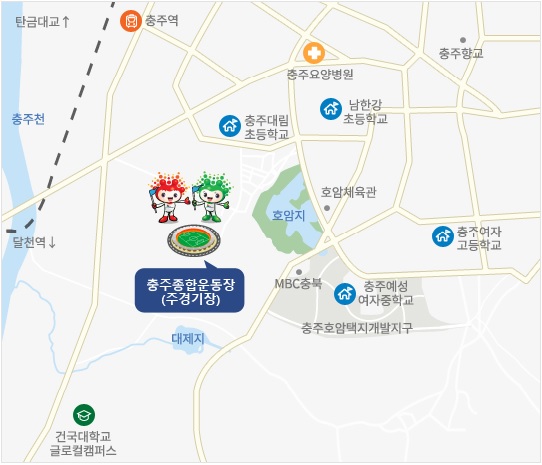 탄금대교↑
충주역
충주향교
충주요양병원
남한강
초등학교
충주대림
초등학교
충주천
호암체육관
호암지
달천역↓
충주여자
고등학교
MBC충북
충주종합운동장
(주경기장)
충주예성
여자중학교
충주호암택지개발지구
대제지
건국대학교
글로컬캠퍼스